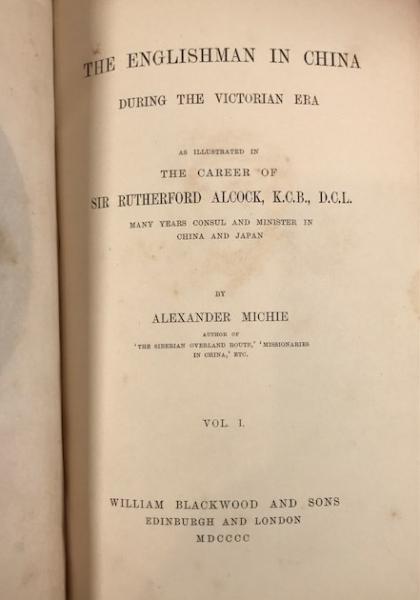 THE ENGLISHMAN IN CHINA
DURING THE VICTORIAN ERA
AS ILLUSTRATED IN
THE CAREER OF
SIR RUTHERFORD ALCOCK, K.C.B., D.C.L.
MANY YEARS CONSUL AND MINISTER IN
CHINA AND JAPAN
BY
ALEXANDER MICHIE
AUTHOR OF
'THE SIBERIAN OVERLAND ROUTE,' 'MISSIONARIES
IN CHINA,' ETC.
VOL. I.
WILLIAM BLACKWOOD AND SONS
EDINBURGH AND LONDON
MDCCCC